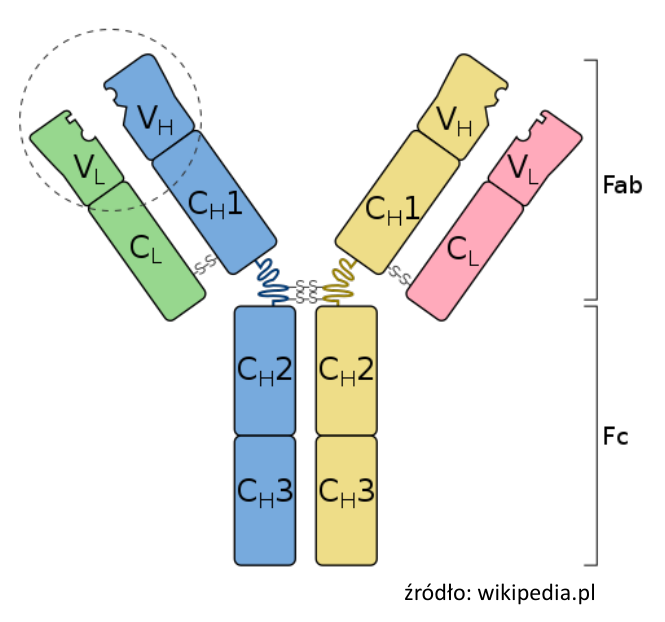 V_H
V_H
V_L
V_L
C_H1
C_H1
Fab
C_L
C_L
S-S
S-S
S-S
S-S
C_H2
C_H2
Fc
C_H3
C_H3
źródło: wikipedia.pl